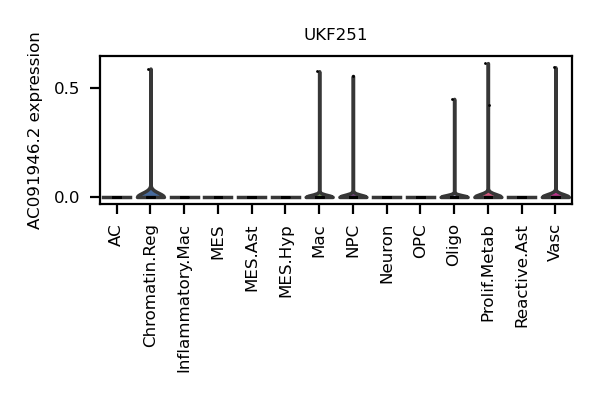 UKF251
AC091946.2 expression
0.5
0.0
AC
Chromatin.Reg
Inflammatory.Mac
MES
MES.Ast
MES.Hyp
Mac
NPC
Neuron
OPC
Oligo
Prolif.Metab
Reactive.Ast
Vasc